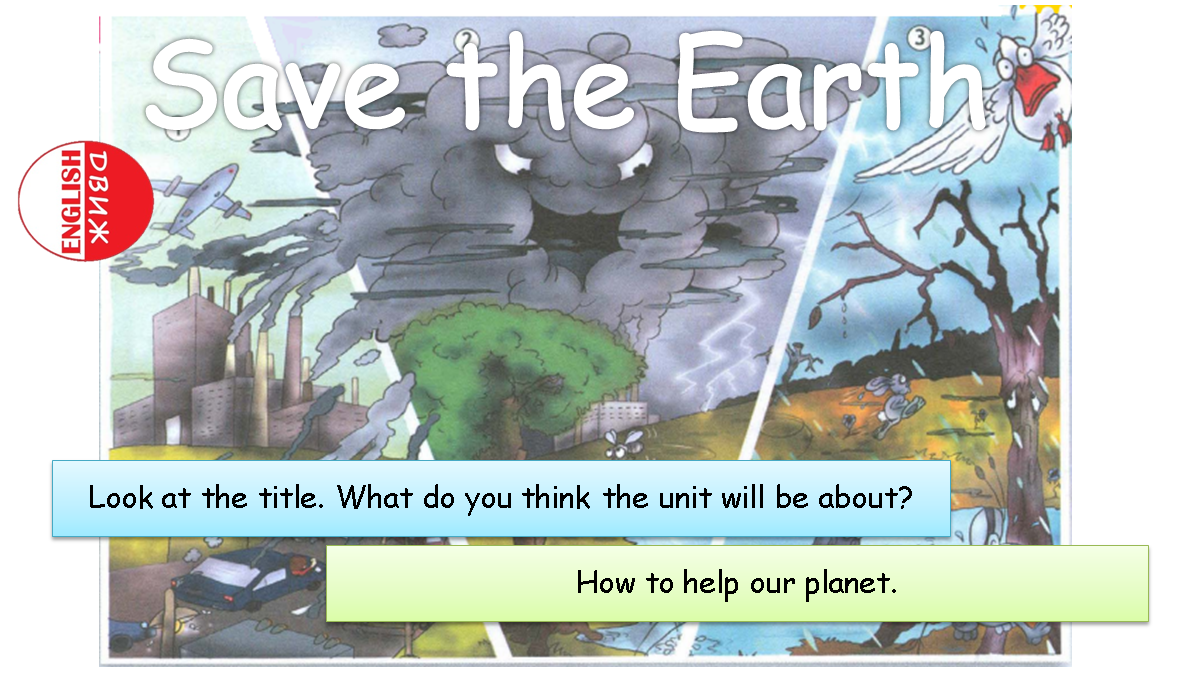 Save the Earth
1
2
3
ENGLISH
ДВИЖ
Look at the title. What do you think the unit will be about?
How to help our planet.